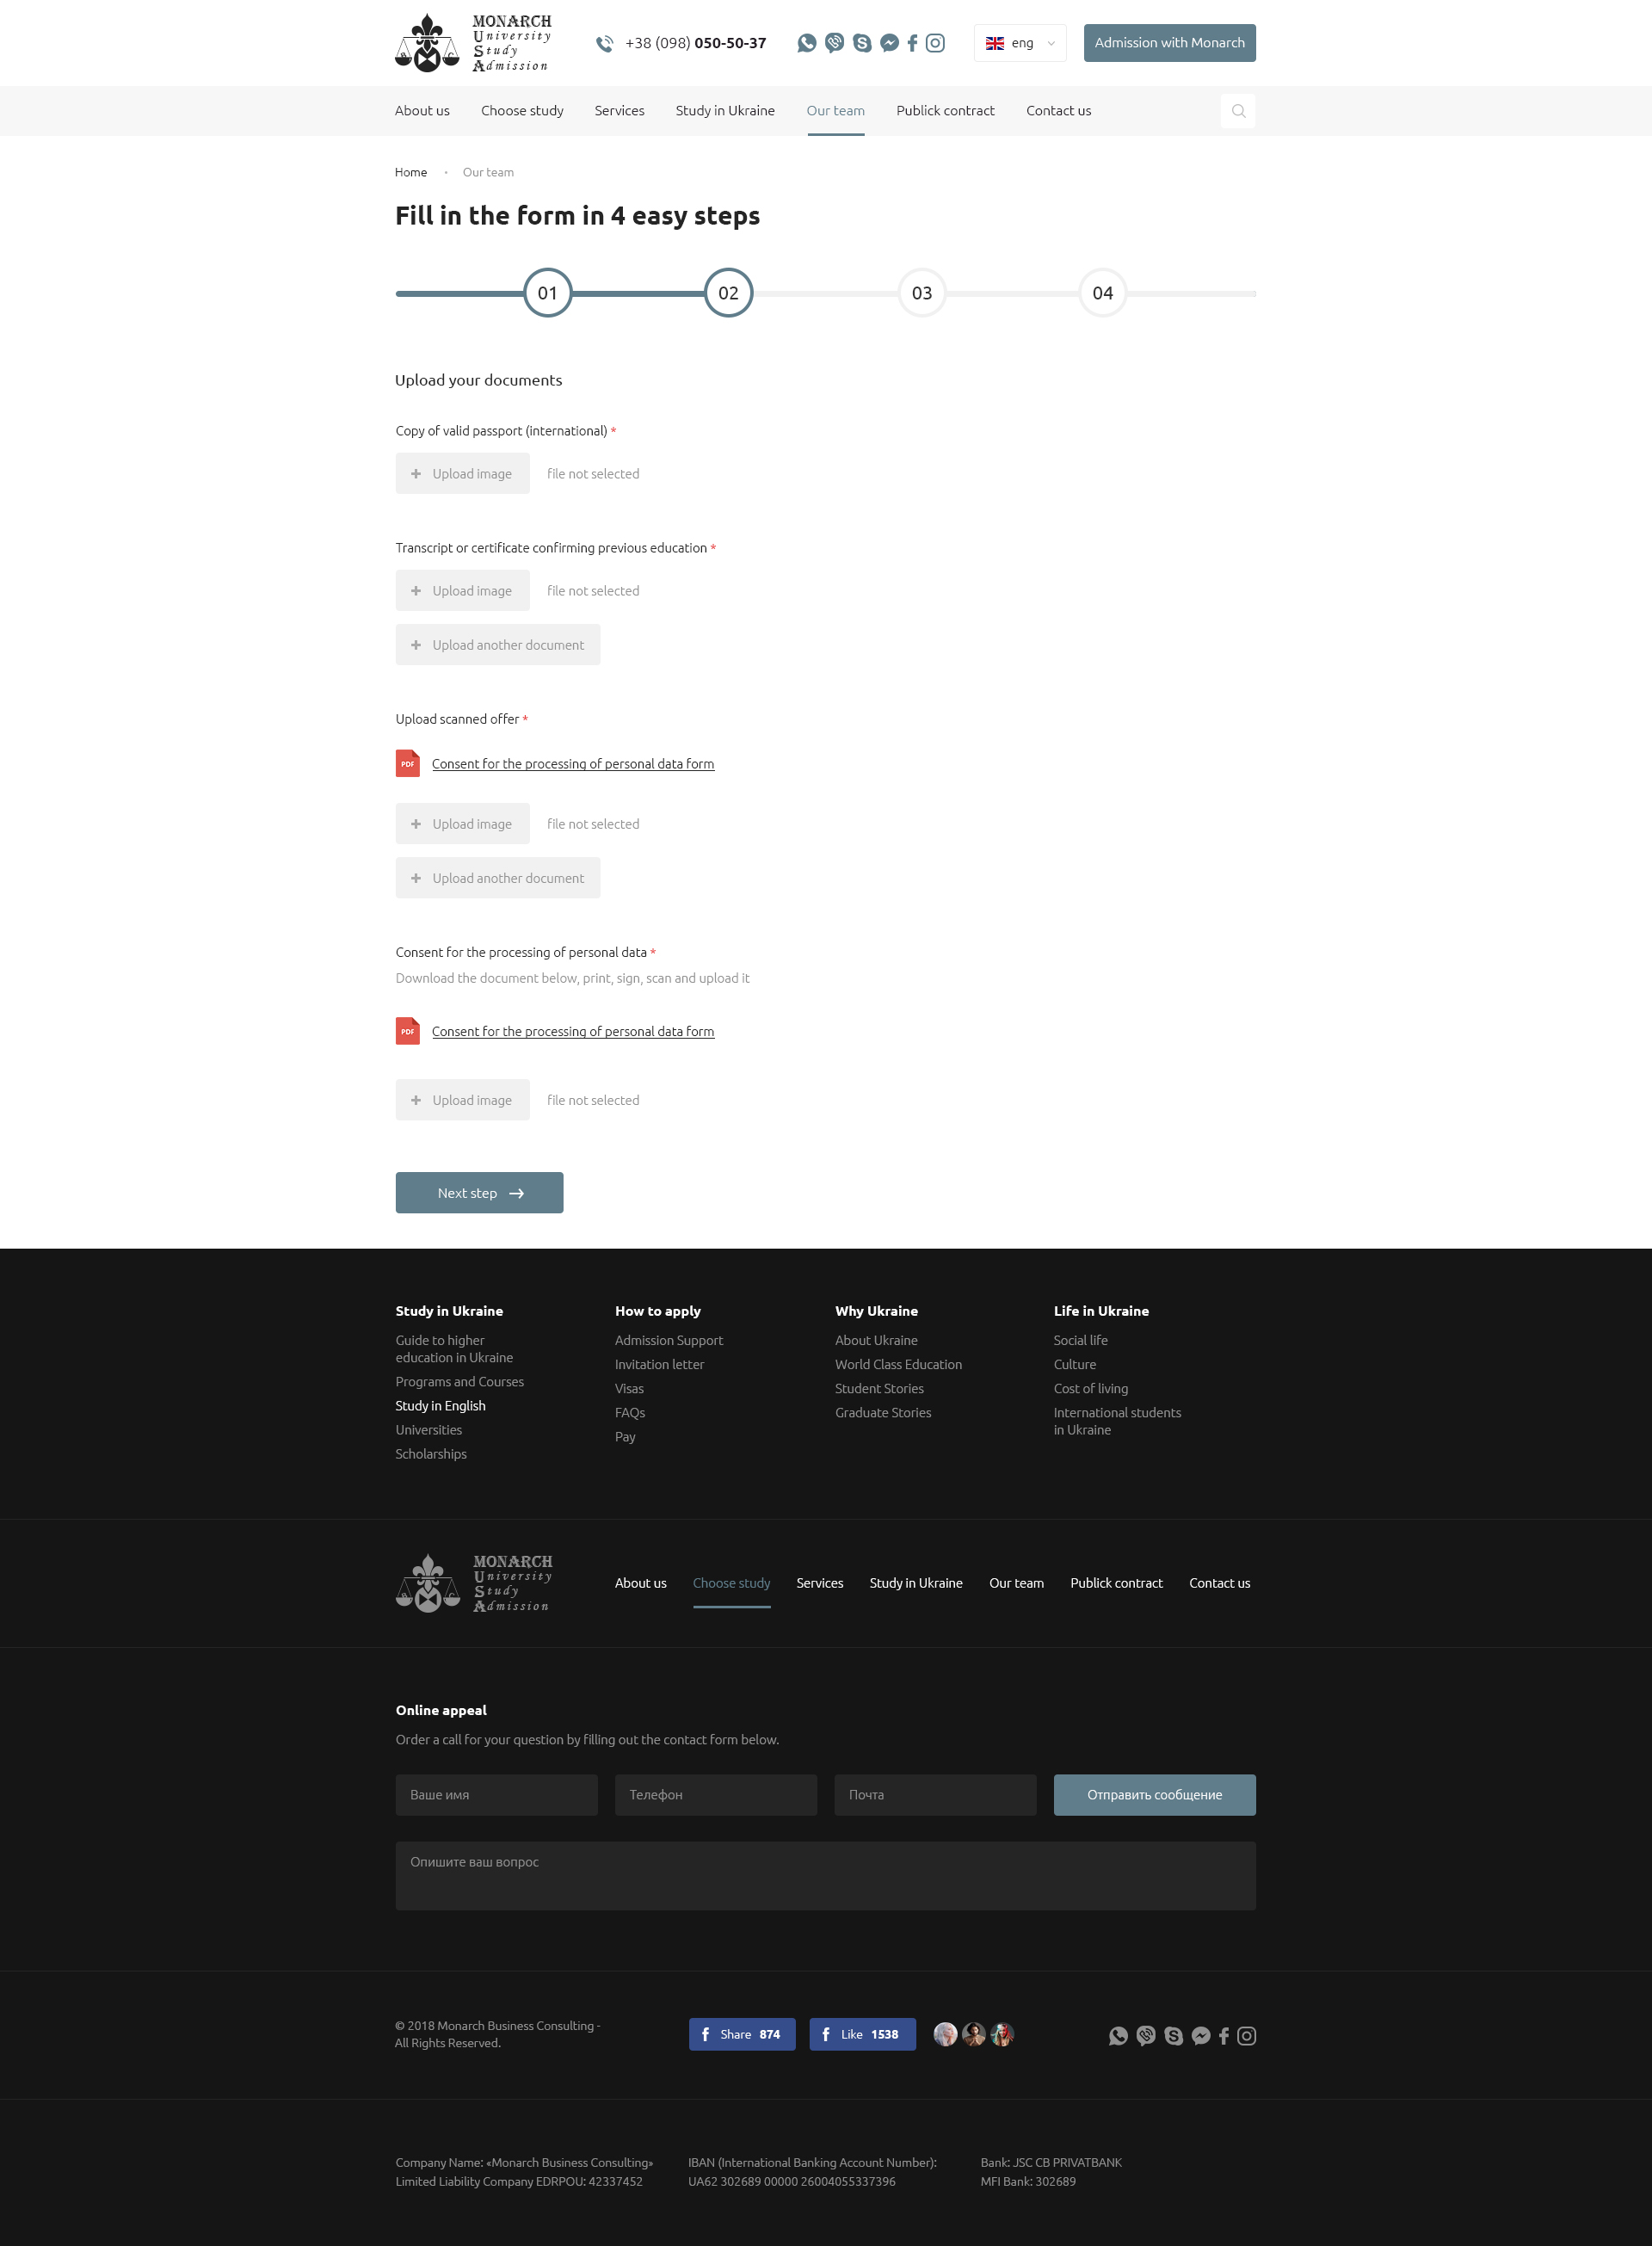 MONARCH
University
Study
Admission
+38 (098) 050-50-37
eng
Admission with Monarch
About us
Choose study
Services
Study in Ukraine
Our team
Publick contract
Contact us
Home • Our team
Fill in the form in 4 easy steps
01
02
03
04
Upload your documents
Copy of valid passport (international) *
+ Upload image
file not selected
Transcript or certificate confirming previous education *
+ Upload image
file not selected
+ Upload another document
Upload scanned offer *
PDF
Consent for the processing of personal data form
+ Upload image
file not selected
+ Upload another document
Consent for the processing of personal data *
Download the document below, print, sign, scan and upload it
PDF
Consent for the processing of personal data form
+ Upload image
file not selected
Next step →
Study in Ukraine
Guide to higher
education in Ukraine
Programs and Courses
Study in English
Universities
Scholarships
How to apply
Admission Support
Invitation letter
Visas
FAQs
Pay
Why Ukraine
About Ukraine
World Class Education
Student Stories
Graduate Stories
Life in Ukraine
Social life
Culture
Cost of living
International students
in Ukraine
MONARCH
University
Study
Admission
About us
Choose study
Services
Study in Ukraine
Our team
Publick contract
Contact us
Online appeal
Order a call for your question by filling out the contact form below.
Ваше имя
Телефон
Почта
Отправить сообщение
Опишите ваш вопрос
© 2018 Monarch Business Consulting -
All Rights Reserved.
Share 874
Like 1538
Company Name: «Monarch Business Consulting»
Limited Liability Company EDRPOU: 42337452
IBAN (International Banking Account Number):
UA62 302689 00000 26004055337396
Bank: JSC CB PRIVATBANK
MFI Bank: 302689